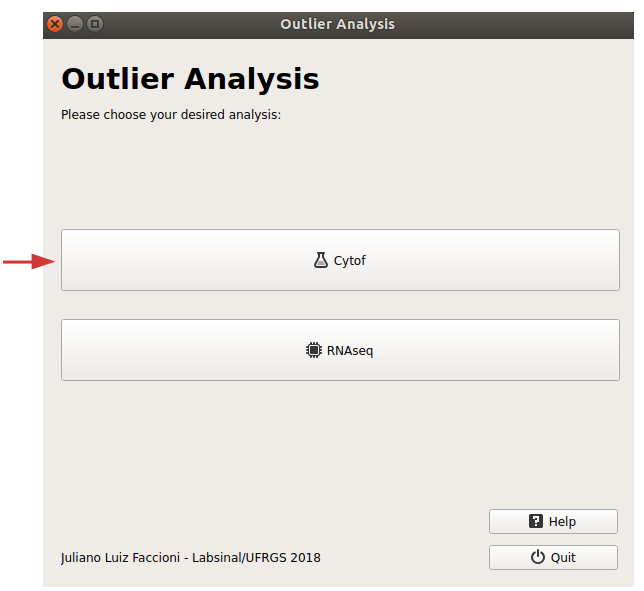 Outlier Analysis
Outlier Analysis
Please choose your desired analysis:
Cytof
RNAseq
Help
Juliano Luiz Faccioni - Labsinal/UFRGS 2018
Quit